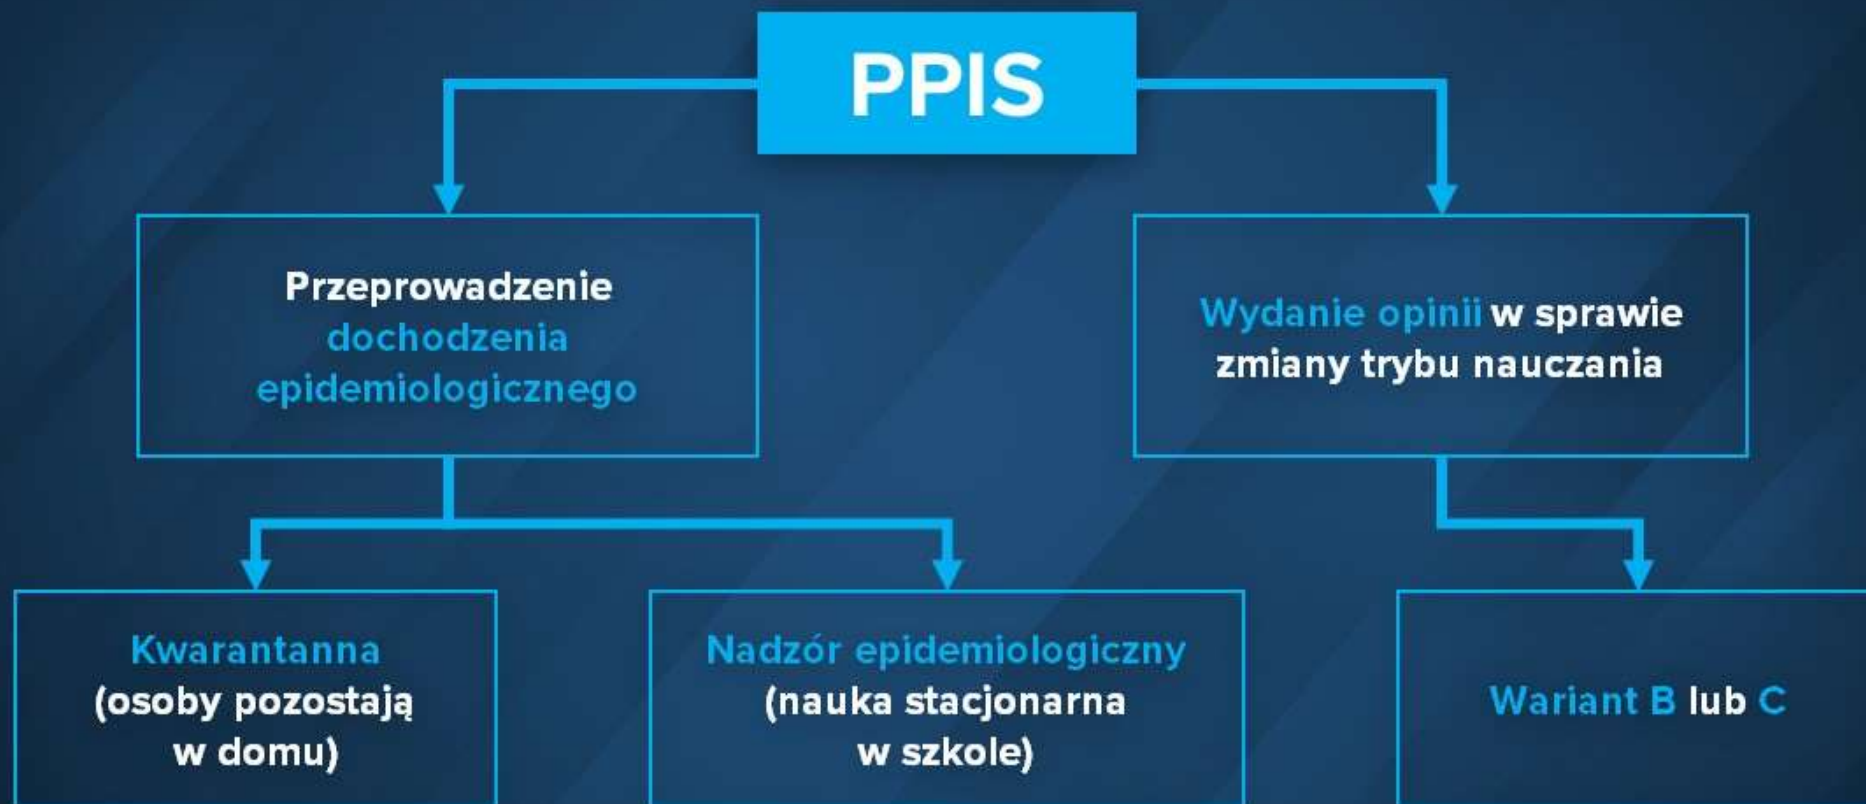 PPIS
Przeprowadzenie
dochodzenia
epidemiologicznego
Wydanie opinii w sprawie
zmiany trybu nauczania
Kwarantanna
(osoby pozostają
w domu)
Nadzór epidemiologiczny
(nauka stacjonarna
w szkole)
Wariant B lub C